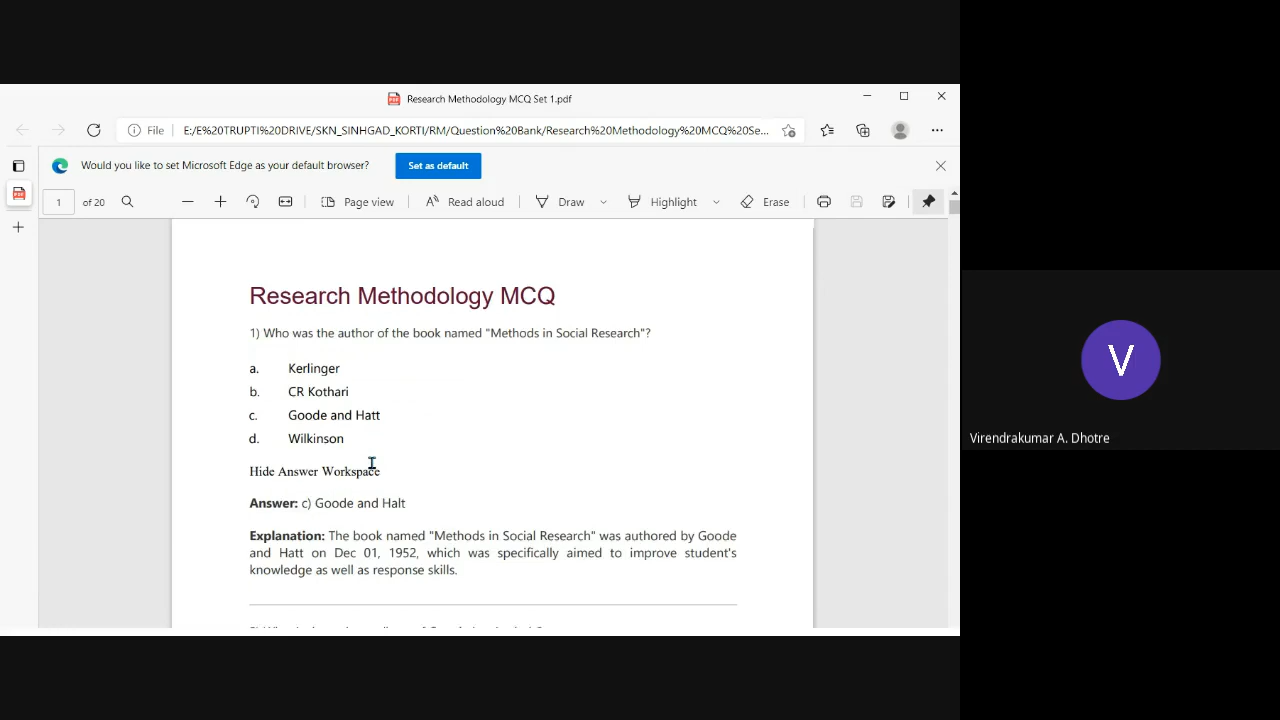 Research Methodology MCQ Set 1.pdf
File E:/E%20TRUPTI%20DRIVE/SKN_SINHGAD_KORTI/RM/Question%20Bank/Research%20Methodology%20MCQ%20Se...
Would you like to set Microsoft Edge as your default browser? Set as default
1 of 20 Page view Read aloud Draw Highlight Erase
Research Methodology MCQ
1) Who was the author of the book named "Methods in Social Research"?
a. Kerlinger
b. CR Kothari
c. Goode and Hatt
d. Wilkinson
Hide Answer Workspace
Answer: c) Goode and Halt
Explanation: The book named "Methods in Social Research" was authored by Goode
and Hatt on Dec 01, 1952, which was specifically aimed to improve student's
knowledge as well as response skills.
V
Virendrakumar A. Dhotre